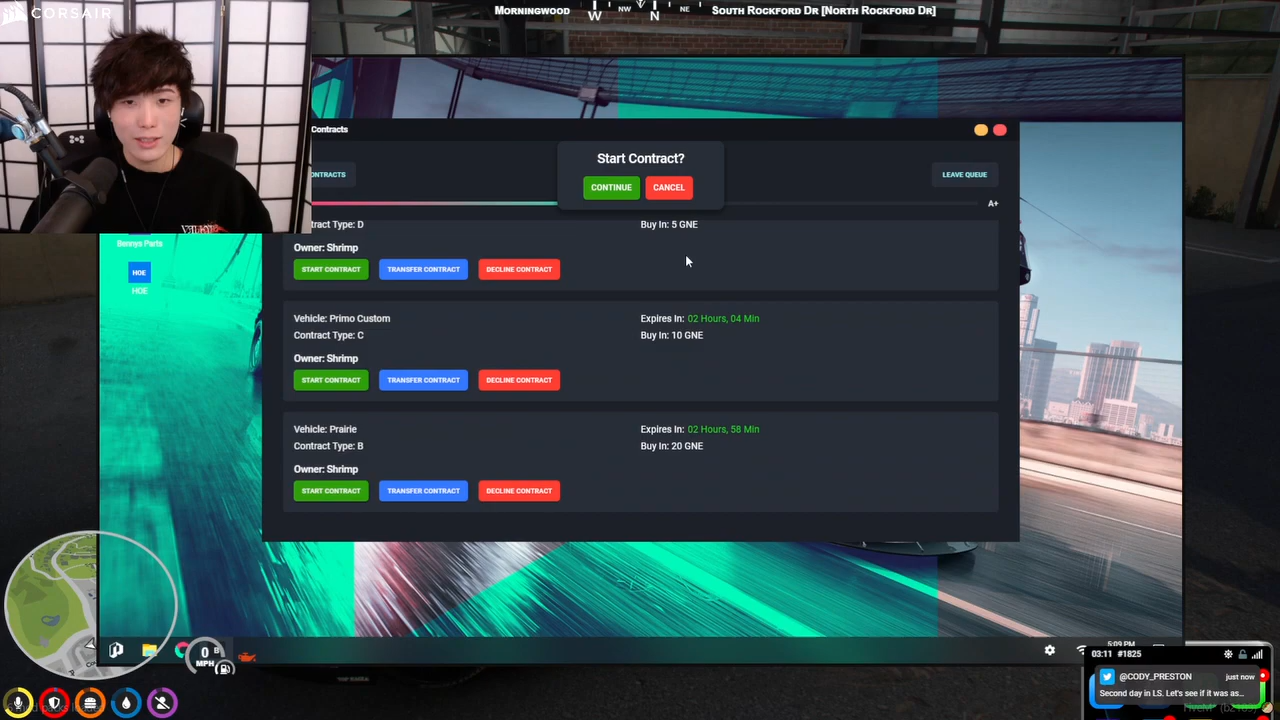 CORSAIR
Morningwood
W
NW
N
NE
South Rockford Dr [North Rockford Dr]
Contracts
Start Contract?
CONTINUE
CANCEL
ONTRACTS
LEAVE QUEUE
A+
tract Type: D
Buy In: 5 GNE
Owner: Shrimp
START CONTRACT
TRANSFER CONTRACT
DECLINE CONTRACT
Bennys Parts
HOE
HOE
Vehicle: Primo Custom
Expires In: 02 Hours, 04 Min
Contract Type: C
Buy In: 10 GNE
Owner: Shrimp
START CONTRACT
TRANSFER CONTRACT
DECLINE CONTRACT
Vehicle: Prairie
Expires In: 02 Hours, 58 Min
Contract Type: B
Buy In: 20 GNE
Owner: Shrimp
START CONTRACT
TRANSFER CONTRACT
DECLINE CONTRACT
0
MPH
5:09 PM
03:11 #1825
@CODY_PRESTON
just now
Second day in LS. Let's see if it was as...